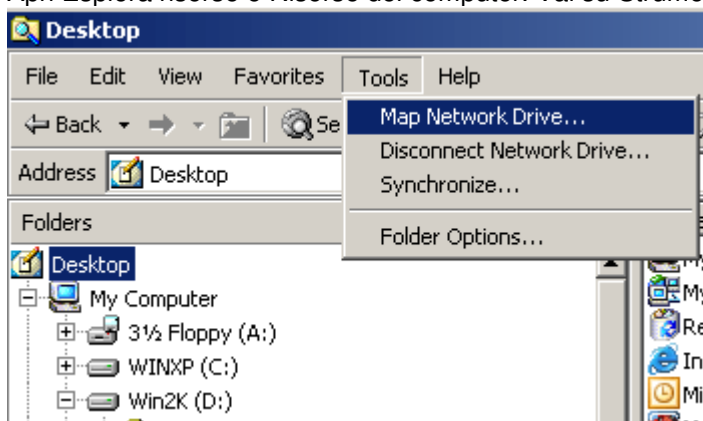 Desktop
File Edit View Favorites Tools Help
Back
Map Network Drive...
Disconnect Network Drive...
Address Desktop
Synchronize...
Folders
Folder Options...
Desktop
My Computer
3½ Floppy (A:)
WINXP (C:)
Win2K (D:)